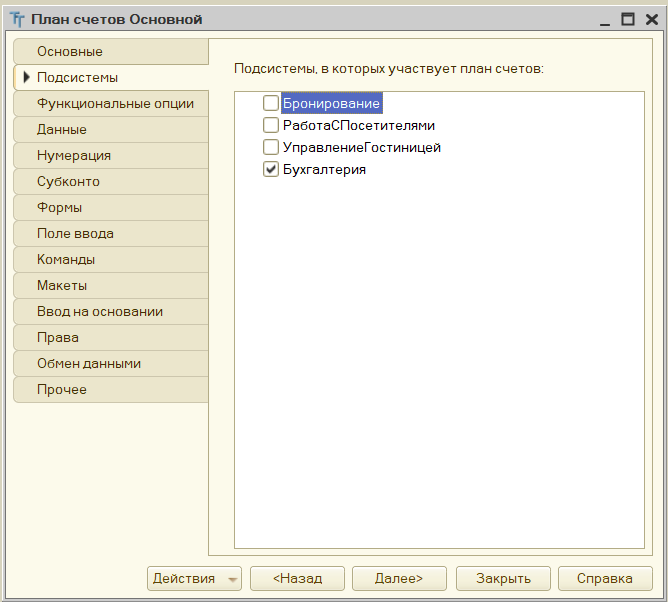 План счетов Основной
Основные
Подсистемы
Функциональные опции
Данные
Нумерация
Субконто
Формы
Поле ввода
Команды
Макеты
Ввод на основании
Права
Обмен данными
Прочее
Подсистемы, в которых участвует план счетов:
Бронирование
РаботаСПосетителями
УправлениеГостиницей
Бухгалтерия
Действия
<Назад
Далее>
Закрыть
Справка